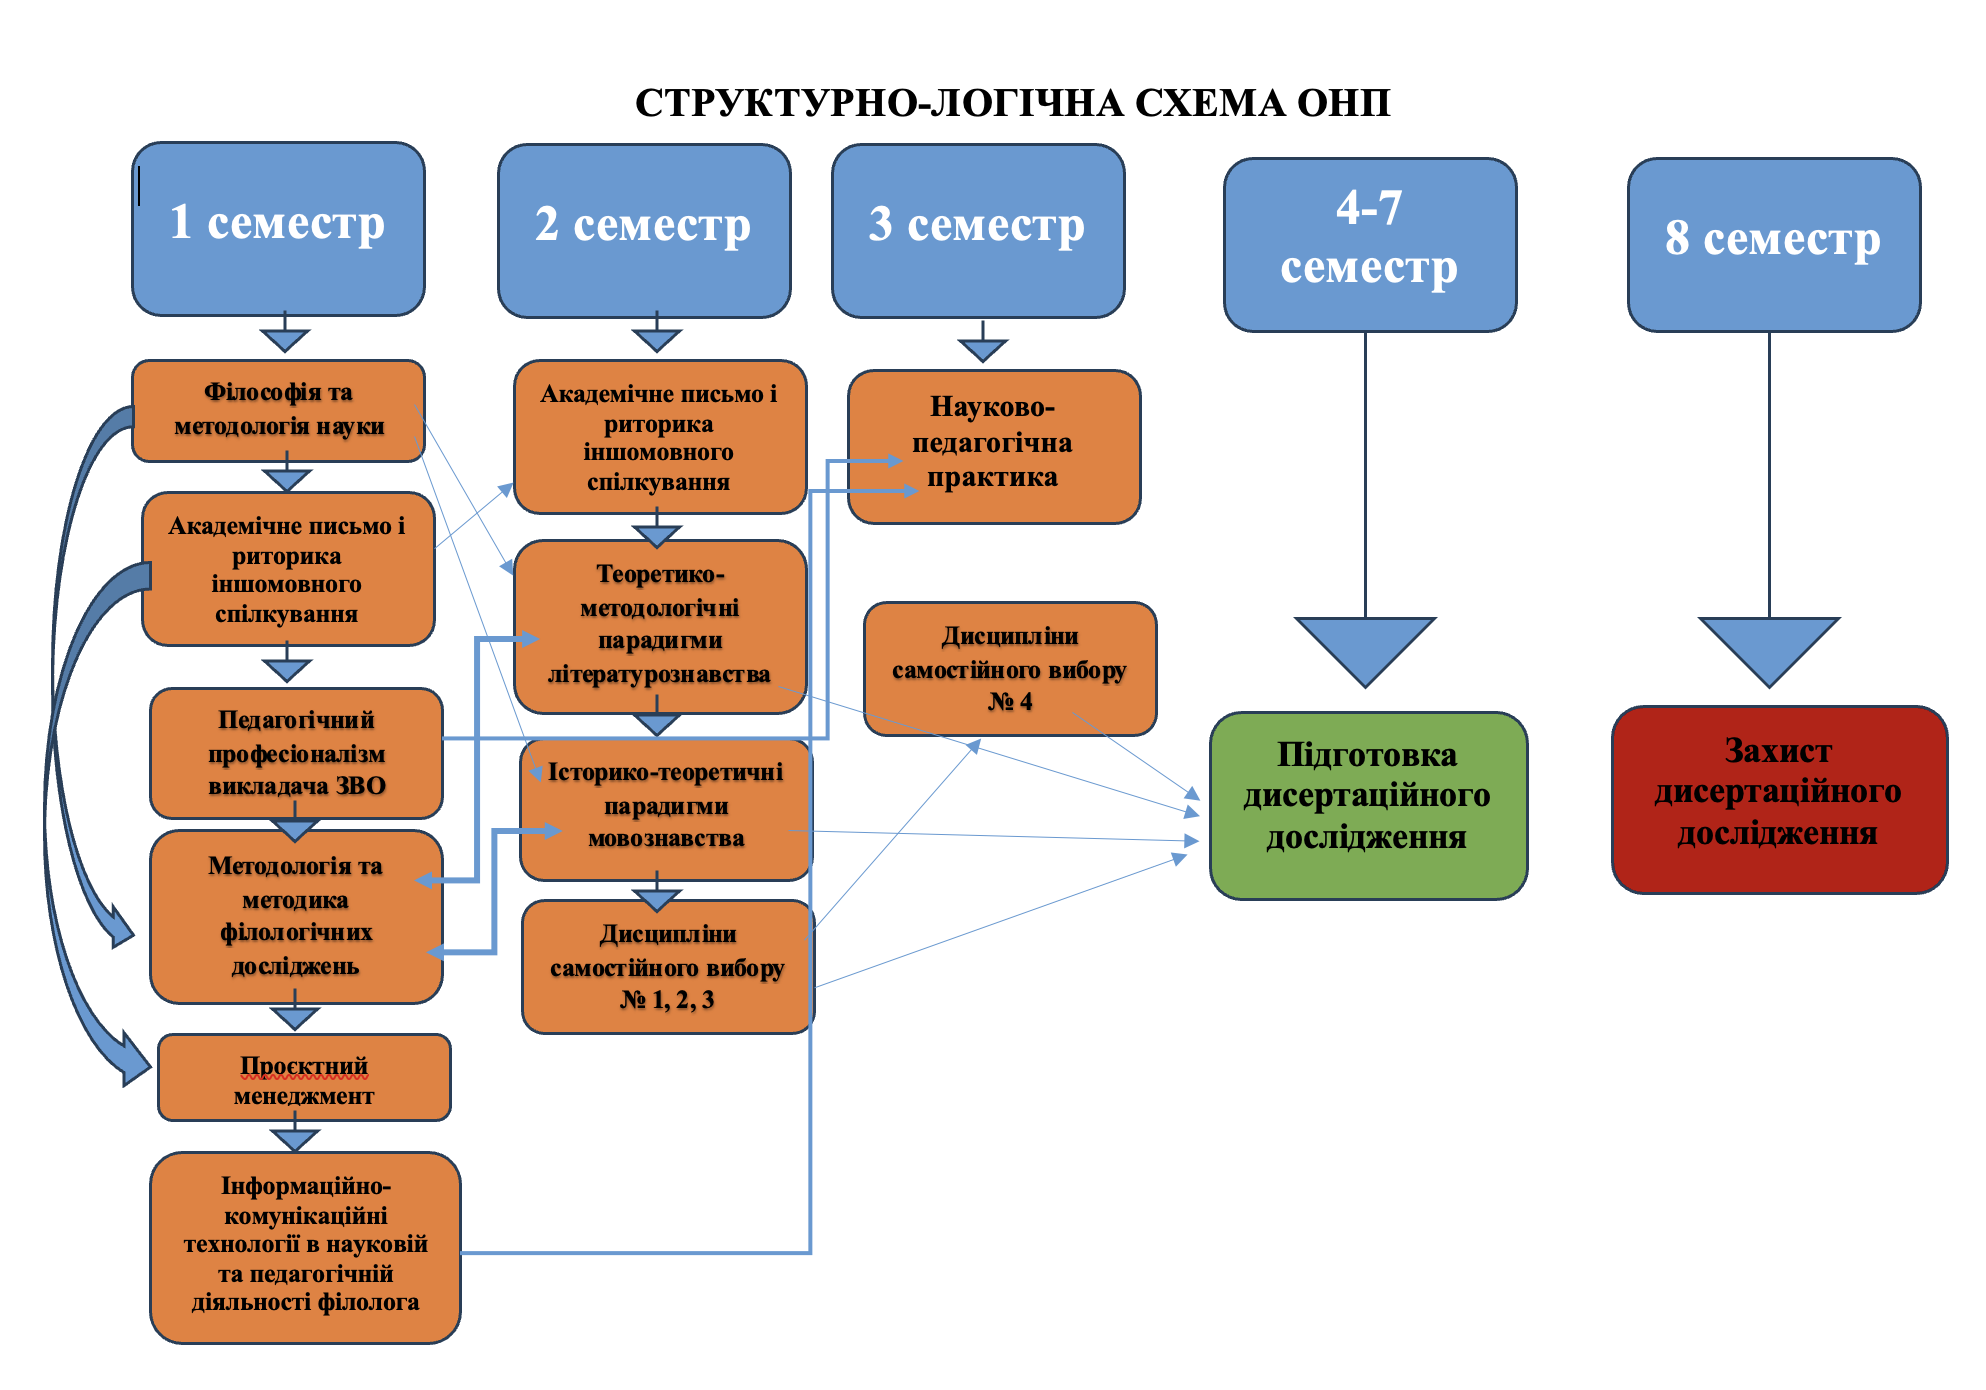 СТРУКТУРНО-ЛОГІЧНА СХЕМА ОНП
1 семестр
Філософія та
методологія науки
Академічне письмо і
риторика
іншомовного
спілкування
Педагогічний
професіоналізм
викладача ЗВО
Методологія та
методика
філологічних
досліджень
Проєктний
менеджмент
Інформаційно-
комунікаційні
технології в науковій
та педагогічній
діяльності філолога
2 семестр
Академічне письмо і
риторика
іншомовного
спілкування
Теоретико-
методологічні
парадигми
літературознавства
Історико-теоретичні
парадигми
мовознавства
Дисципліни
самостійного вибору
№ 1, 2, 3
3 семестр
Науково-
педагогічна
практика
Дисципліни
самостійного вибору
№ 4
4-7
семестр
Підготовка
дисертаційного
дослідження
8 семестр
Захист
дисертаційного
дослідження